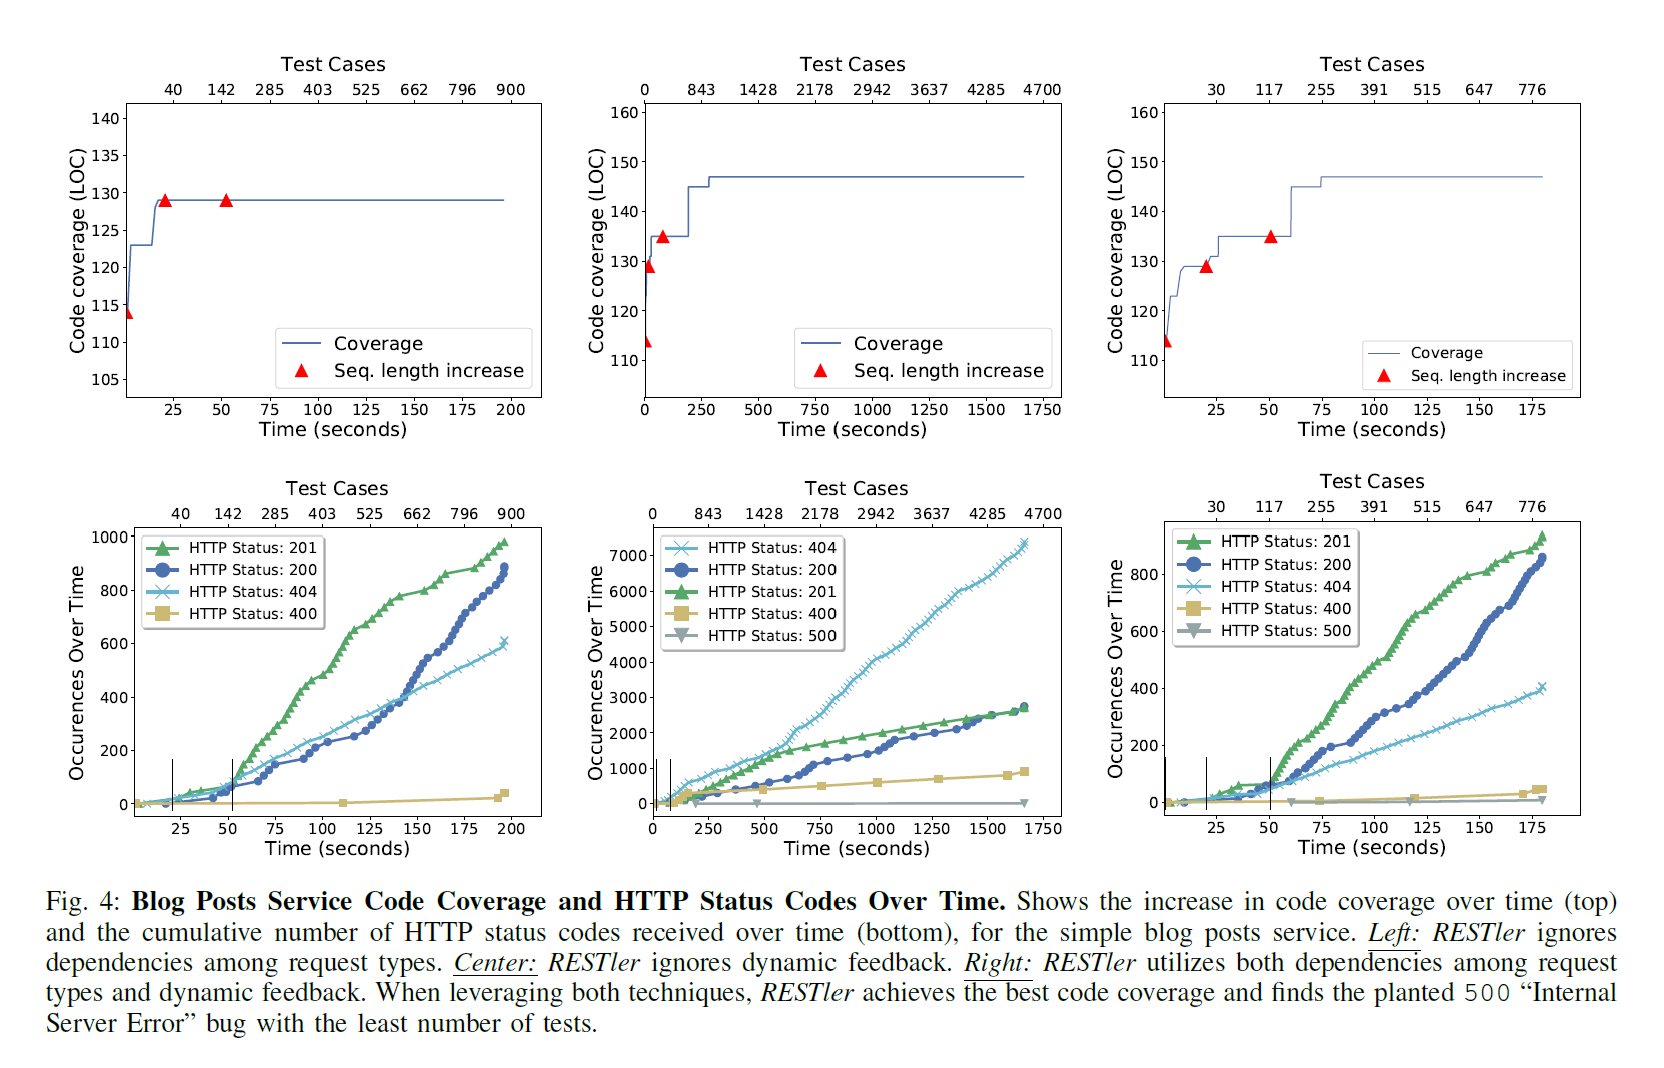 Test Cases
40 142 285 403 525 662 796 900
140
135
130
125
120
115
110
105
Code coverage (LOC)
Coverage
Seq. length increase
25 50 75 100 125 150 175 200
Time (seconds)
Test Cases
0 843 1428 2178 2942 3637 4285 4700
160
150
140
130
120
110
Code coverage (LOC)
Coverage
Seq. length increase
0 250 500 750 1000 1250 1500 1750
Time (seconds)
Test Cases
30 117 255 391 515 647 776
160
150
140
130
120
110
Code coverage (LOC)
Coverage
Seq. length increase
25 50 75 100 125 150 175
Time (seconds)
Test Cases
40 142 285 403 525 662 796 900
1000
800
600
400
200
0
Occurences Over Time
HTTP Status: 201
HTTP Status: 200
HTTP Status: 404
HTTP Status: 400
25 50 75 100 125 150 175 200
Time (seconds)
Test Cases
0 843 1428 2178 2942 3637 4285 4700
7000
6000
5000
4000
3000
2000
1000
0
Occurences Over Time
HTTP Status: 404
HTTP Status: 200
HTTP Status: 201
HTTP Status: 400
HTTP Status: 500
0 250 500 750 1000 1250 1500 1750
Time (seconds)
Test Cases
30 117 255 391 515 647 776
800
600
400
200
0
Occurences Over Time
HTTP Status: 201
HTTP Status: 200
HTTP Status: 404
HTTP Status: 400
HTTP Status: 500
25 50 75 100 125 150 175
Time (seconds)
Fig. 4: Blog Posts Service Code Coverage and HTTP Status Codes Over Time. Shows the increase in code coverage over time (top)
and the cumulative number of HTTP status codes received over time (bottom), for the simple blog posts service. Left: RESTler ignores
dependencies among request types. Center: RESTler ignores dynamic feedback. Right: RESTler utilizes both dependencies among request
types and dynamic feedback. When leveraging both techniques, RESTler achieves the best code coverage and finds the planted 500 “Internal
Server Error” bug with the least number of tests.